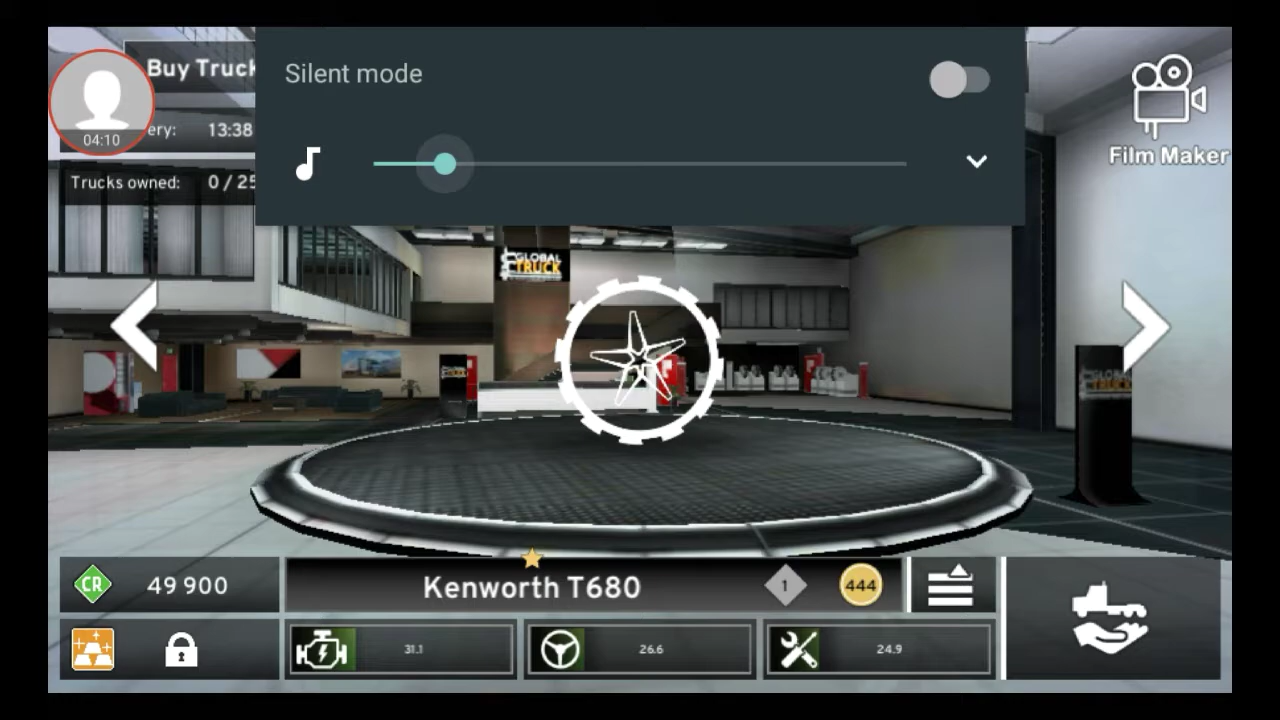 Silent mode
Buy Truck
04:10
ery: 13:38
Film Maker
Trucks owned: 0 / 25
GLOBAL
TRUCK
CR 49 900
Kenworth T680
1
444
31.1
26.6
24.9